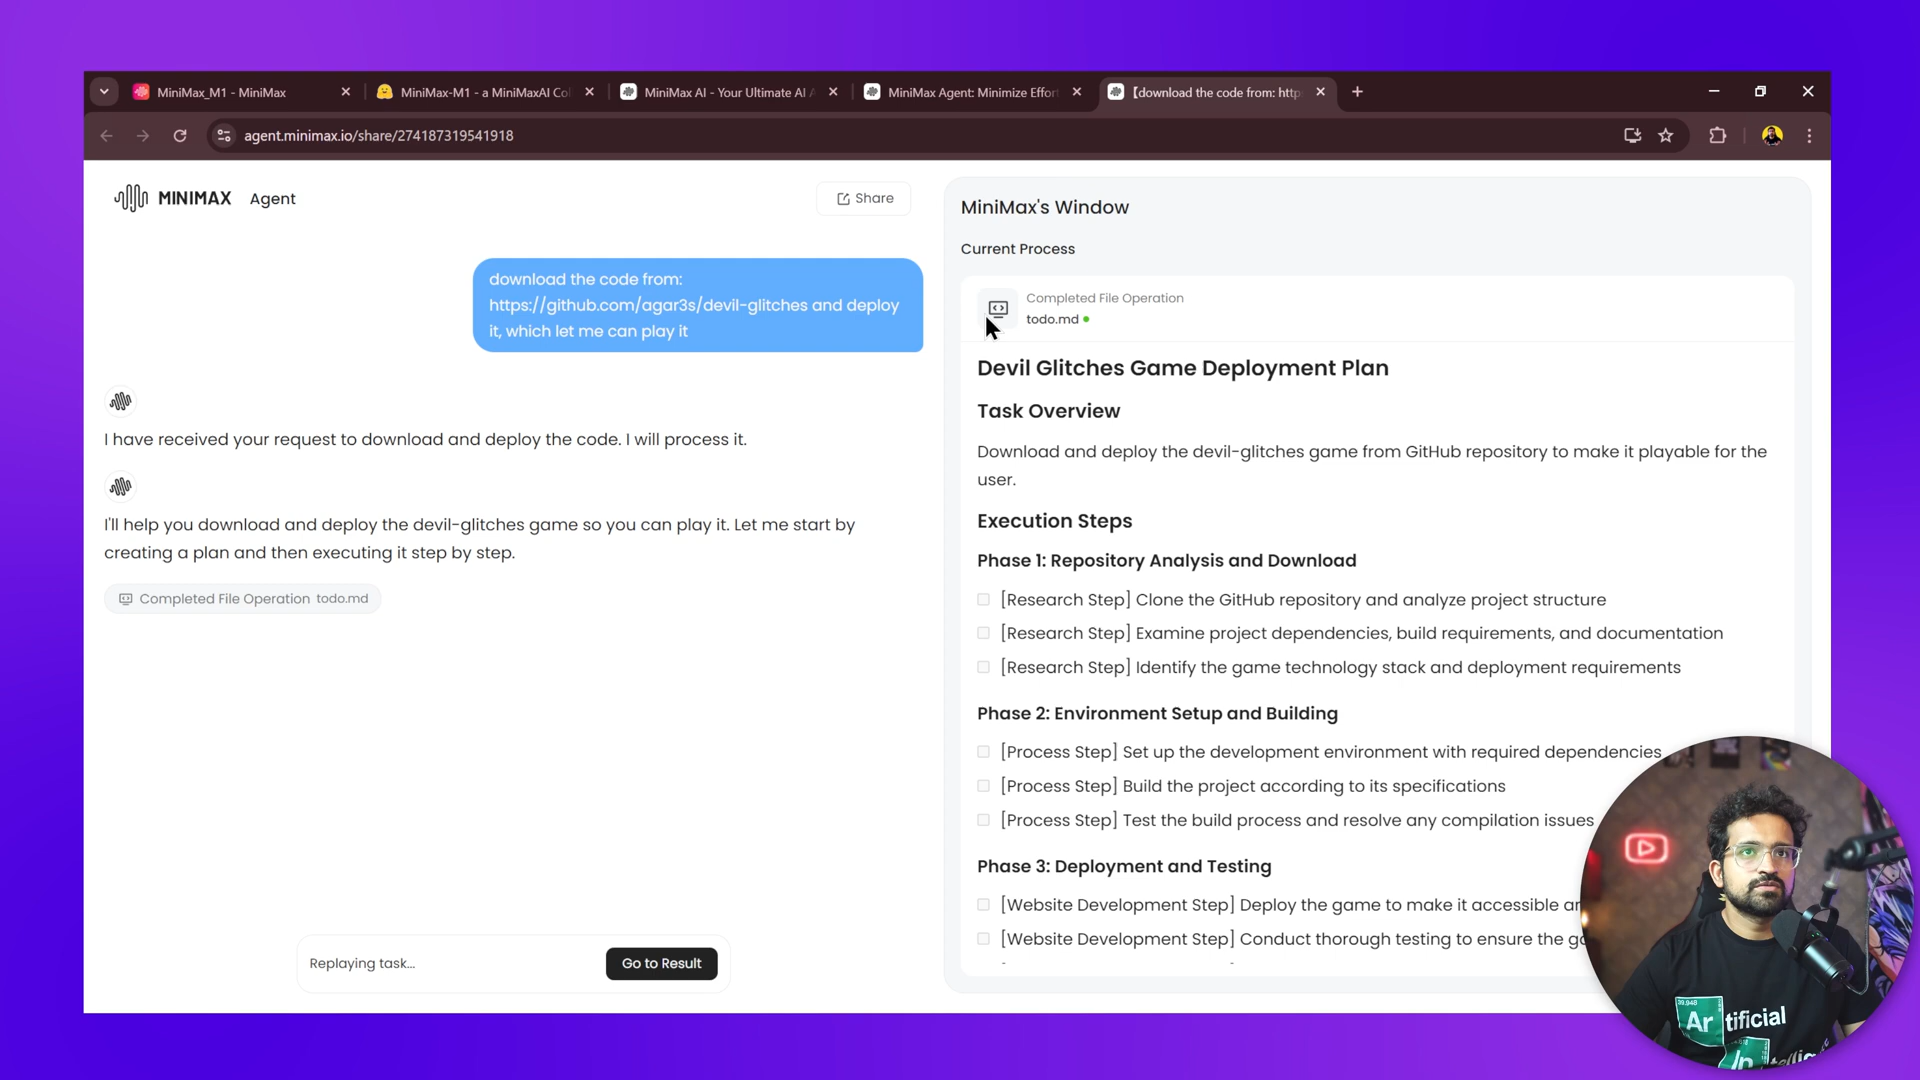 MiniMax_M1 - MiniMax
MiniMax-M1 - a MiniMaxAI Co
MiniMax AI - Your Ultimate AI
MiniMax Agent: Minimize Effor
【download the code from: http
agent.minimax.io/share/274187319541918
MINIMAX Agent
Share
download the code from:
https://github.com/agar3s/devil-glitches and deploy
it, which let me can play it
I have received your request to download and deploy the code. I will process it.
I'll help you download and deploy the devil-glitches game so you can play it. Let me start by
creating a plan and then executing it step by step.
Completed File Operation todo.md
Replaying task...
Go to Result
MiniMax's Window
Current Process
Completed File Operation
todo.md
Devil Glitches Game Deployment Plan
Task Overview
Download and deploy the devil-glitches game from GitHub repository to make it playable for the
user.
Execution Steps
Phase 1: Repository Analysis and Download
[Research Step] Clone the GitHub repository and analyze project structure
[Research Step] Examine project dependencies, build requirements, and documentation
[Research Step] Identify the game technology stack and deployment requirements
Phase 2: Environment Setup and Building
[Process Step] Set up the development environment with required dependencies
[Process Step] Build the project according to its specifications
[Process Step] Test the build process and resolve any compilation issues
Phase 3: Deployment and Testing
[Website Development Step] Deploy the game to make it accessible
[Website Development Step] Conduct thorough testing to ensure the
39.948
Artificial